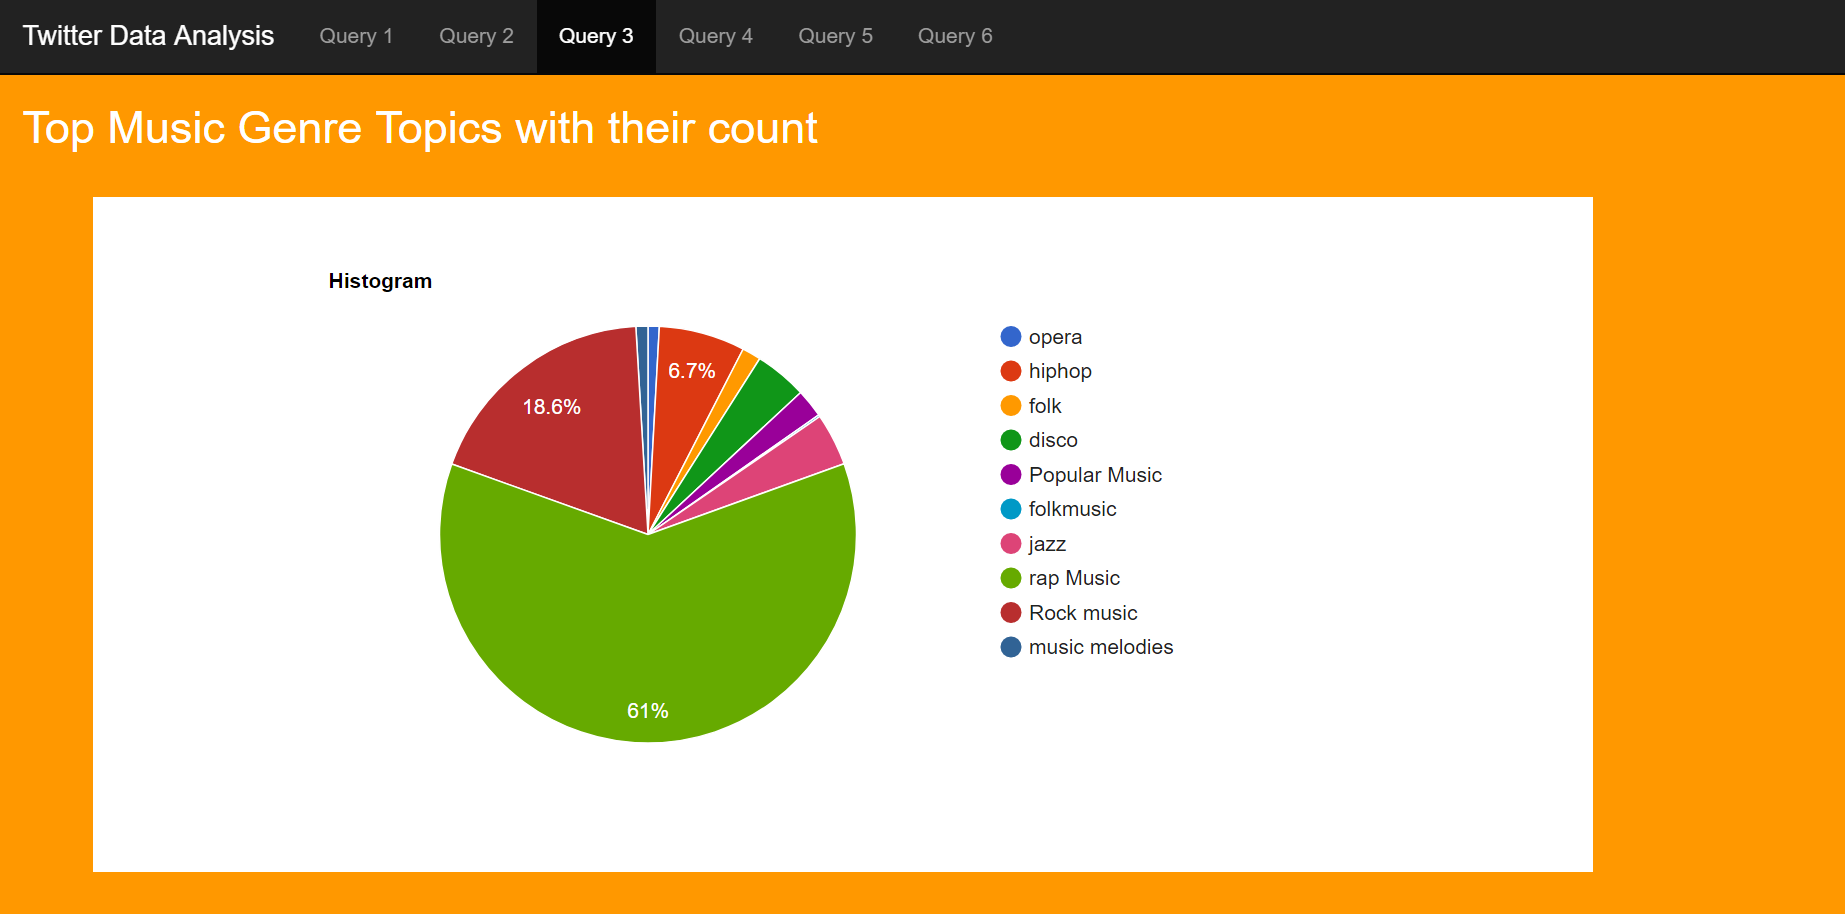 Twitter Data Analysis Query 1 Query 2 Query 3 Query 4 Query 5 Query 6
Top Music Genre Topics with their count
Histogram
6.7%
18.6%
61%
opera
hiphop
folk
disco
Popular Music
folkmusic
jazz
rap Music
Rock music
music melodies